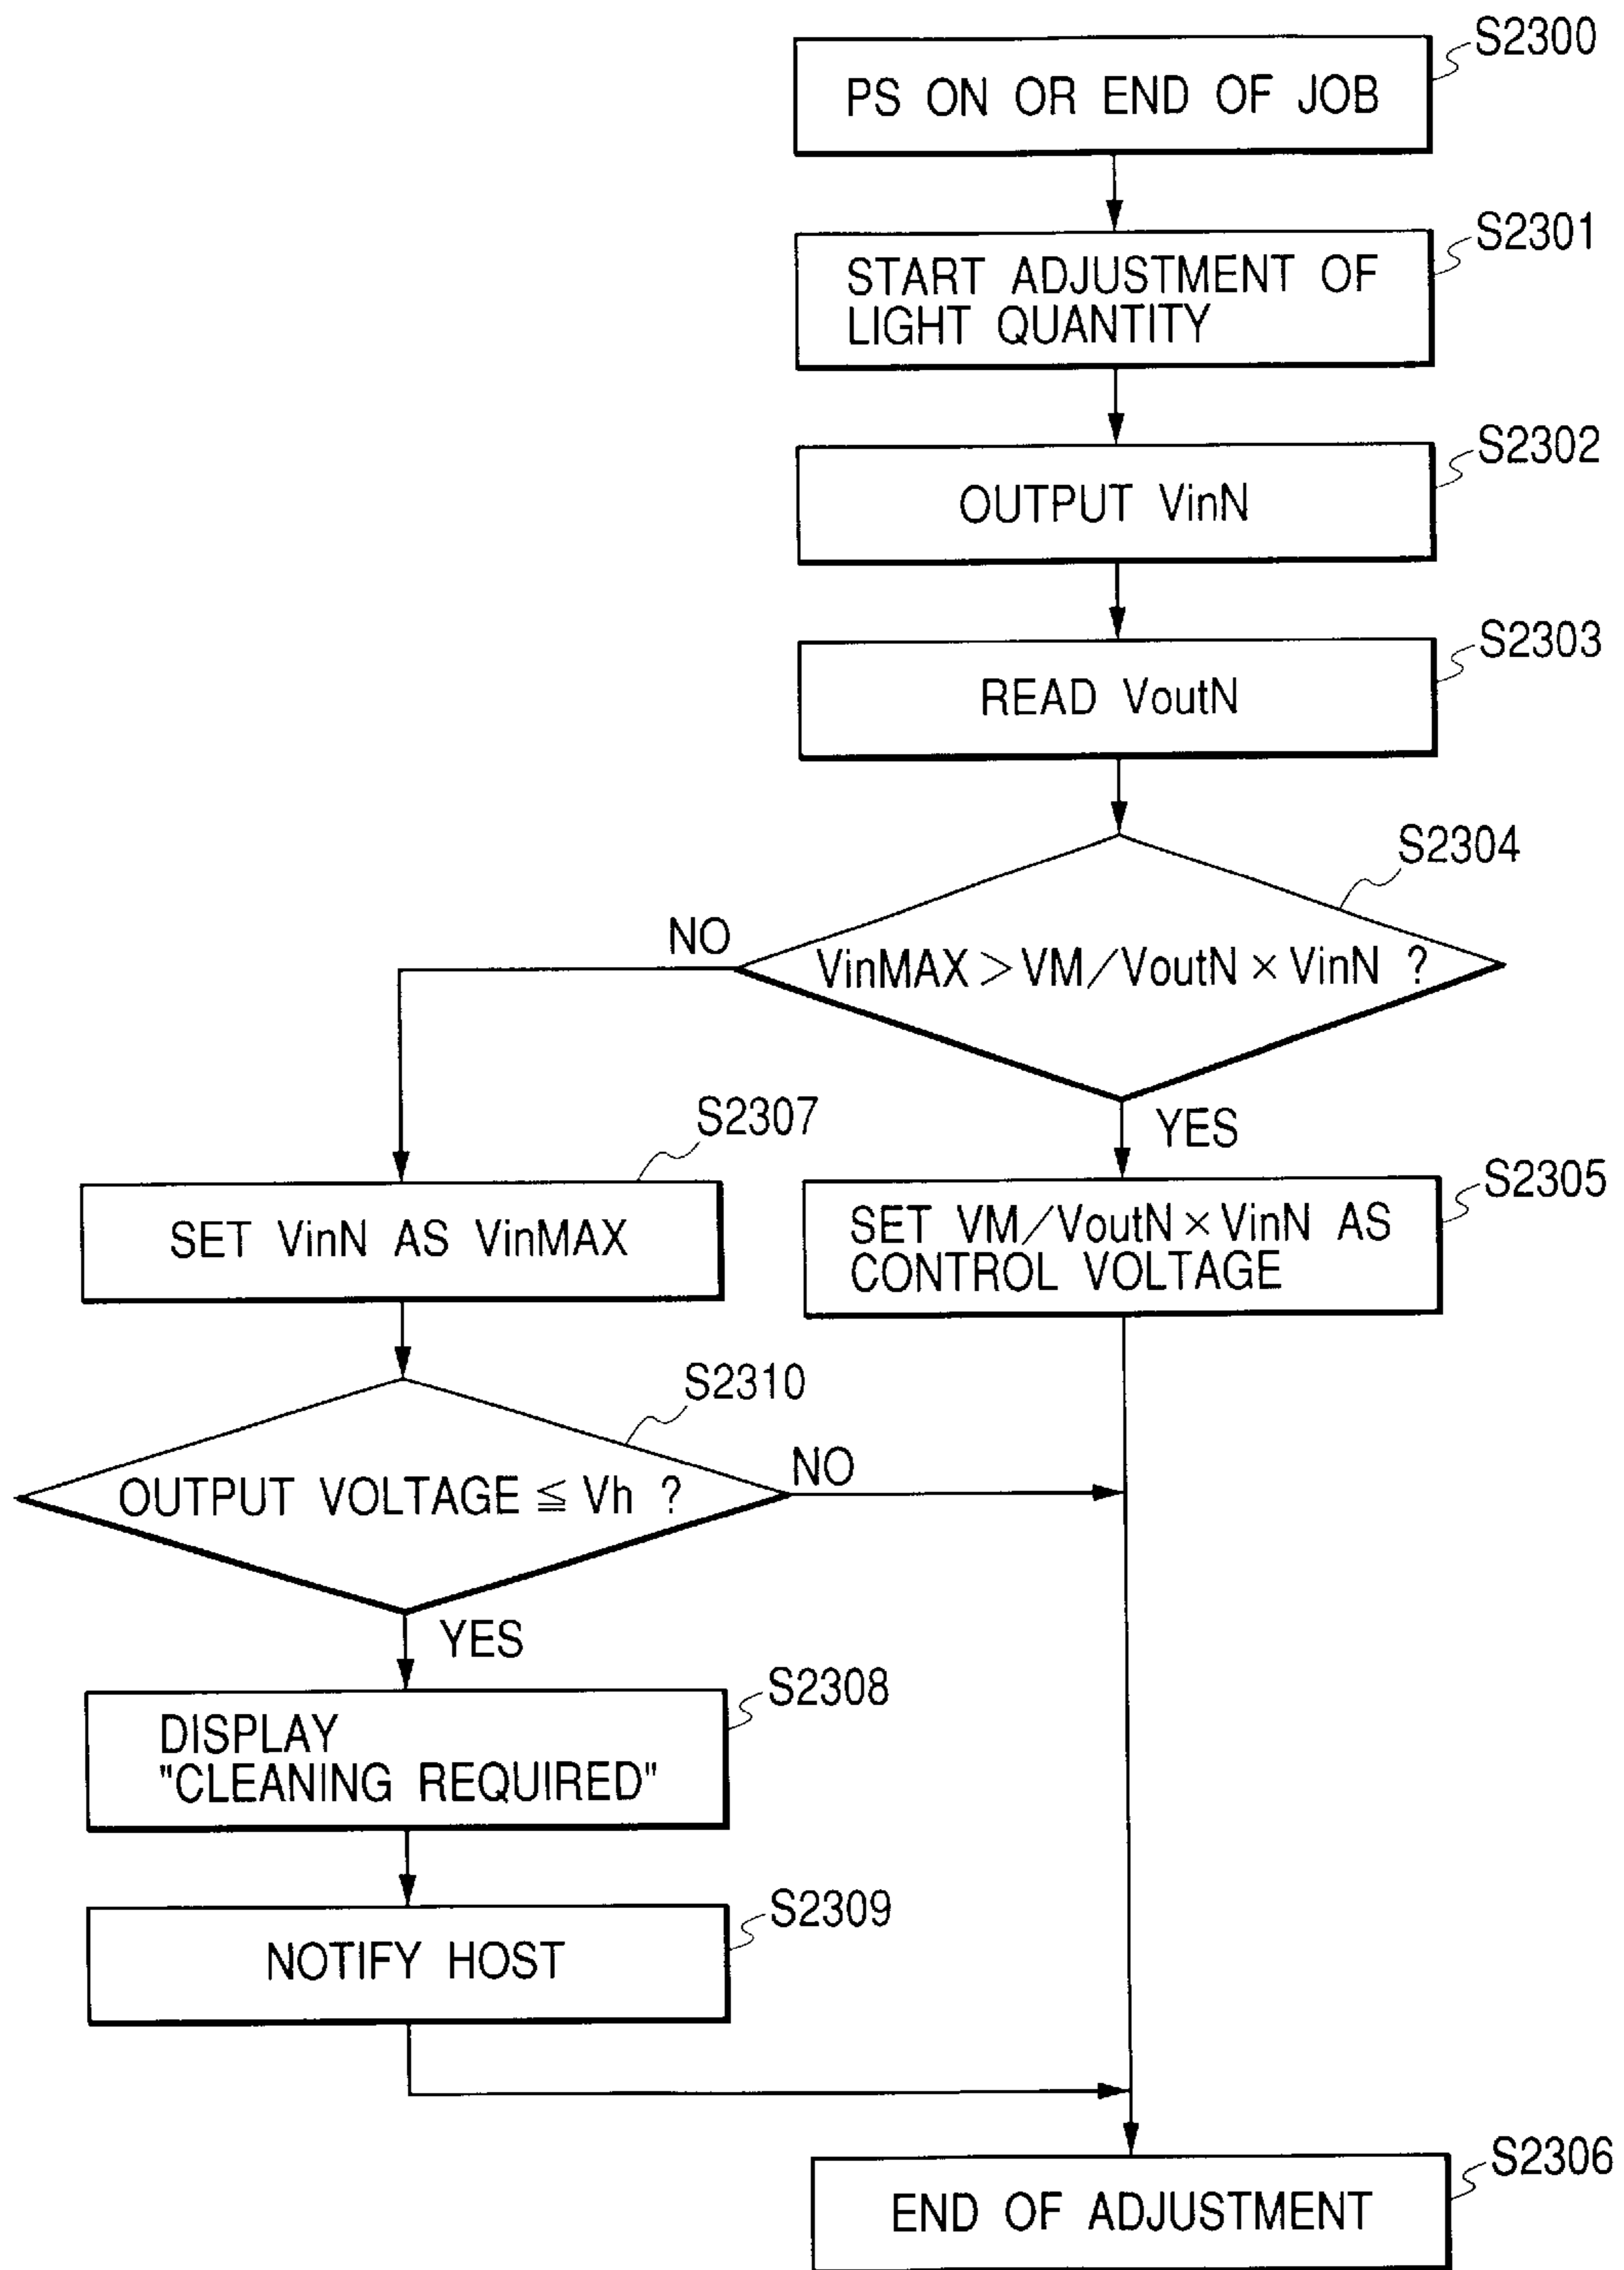 S2300
PS ON OR END OF JOB
S2301
START ADJUSTMENT OF
LIGHT QUANTITY
S2302
OUTPUT VinN
S2303
READ VoutN
S2304
NO
VinMAX > VM/VoutN × VinN ?
YES
S2307
SET VinN AS VinMAX
S2305
SET VM/VoutN × VinN AS
CONTROL VOLTAGE
S2310
OUTPUT VOLTAGE ≦ Vh ?
NO
YES
S2308
DISPLAY
"CLEANING REQUIRED"
S2309
NOTIFY HOST
S2306
END OF ADJUSTMENT